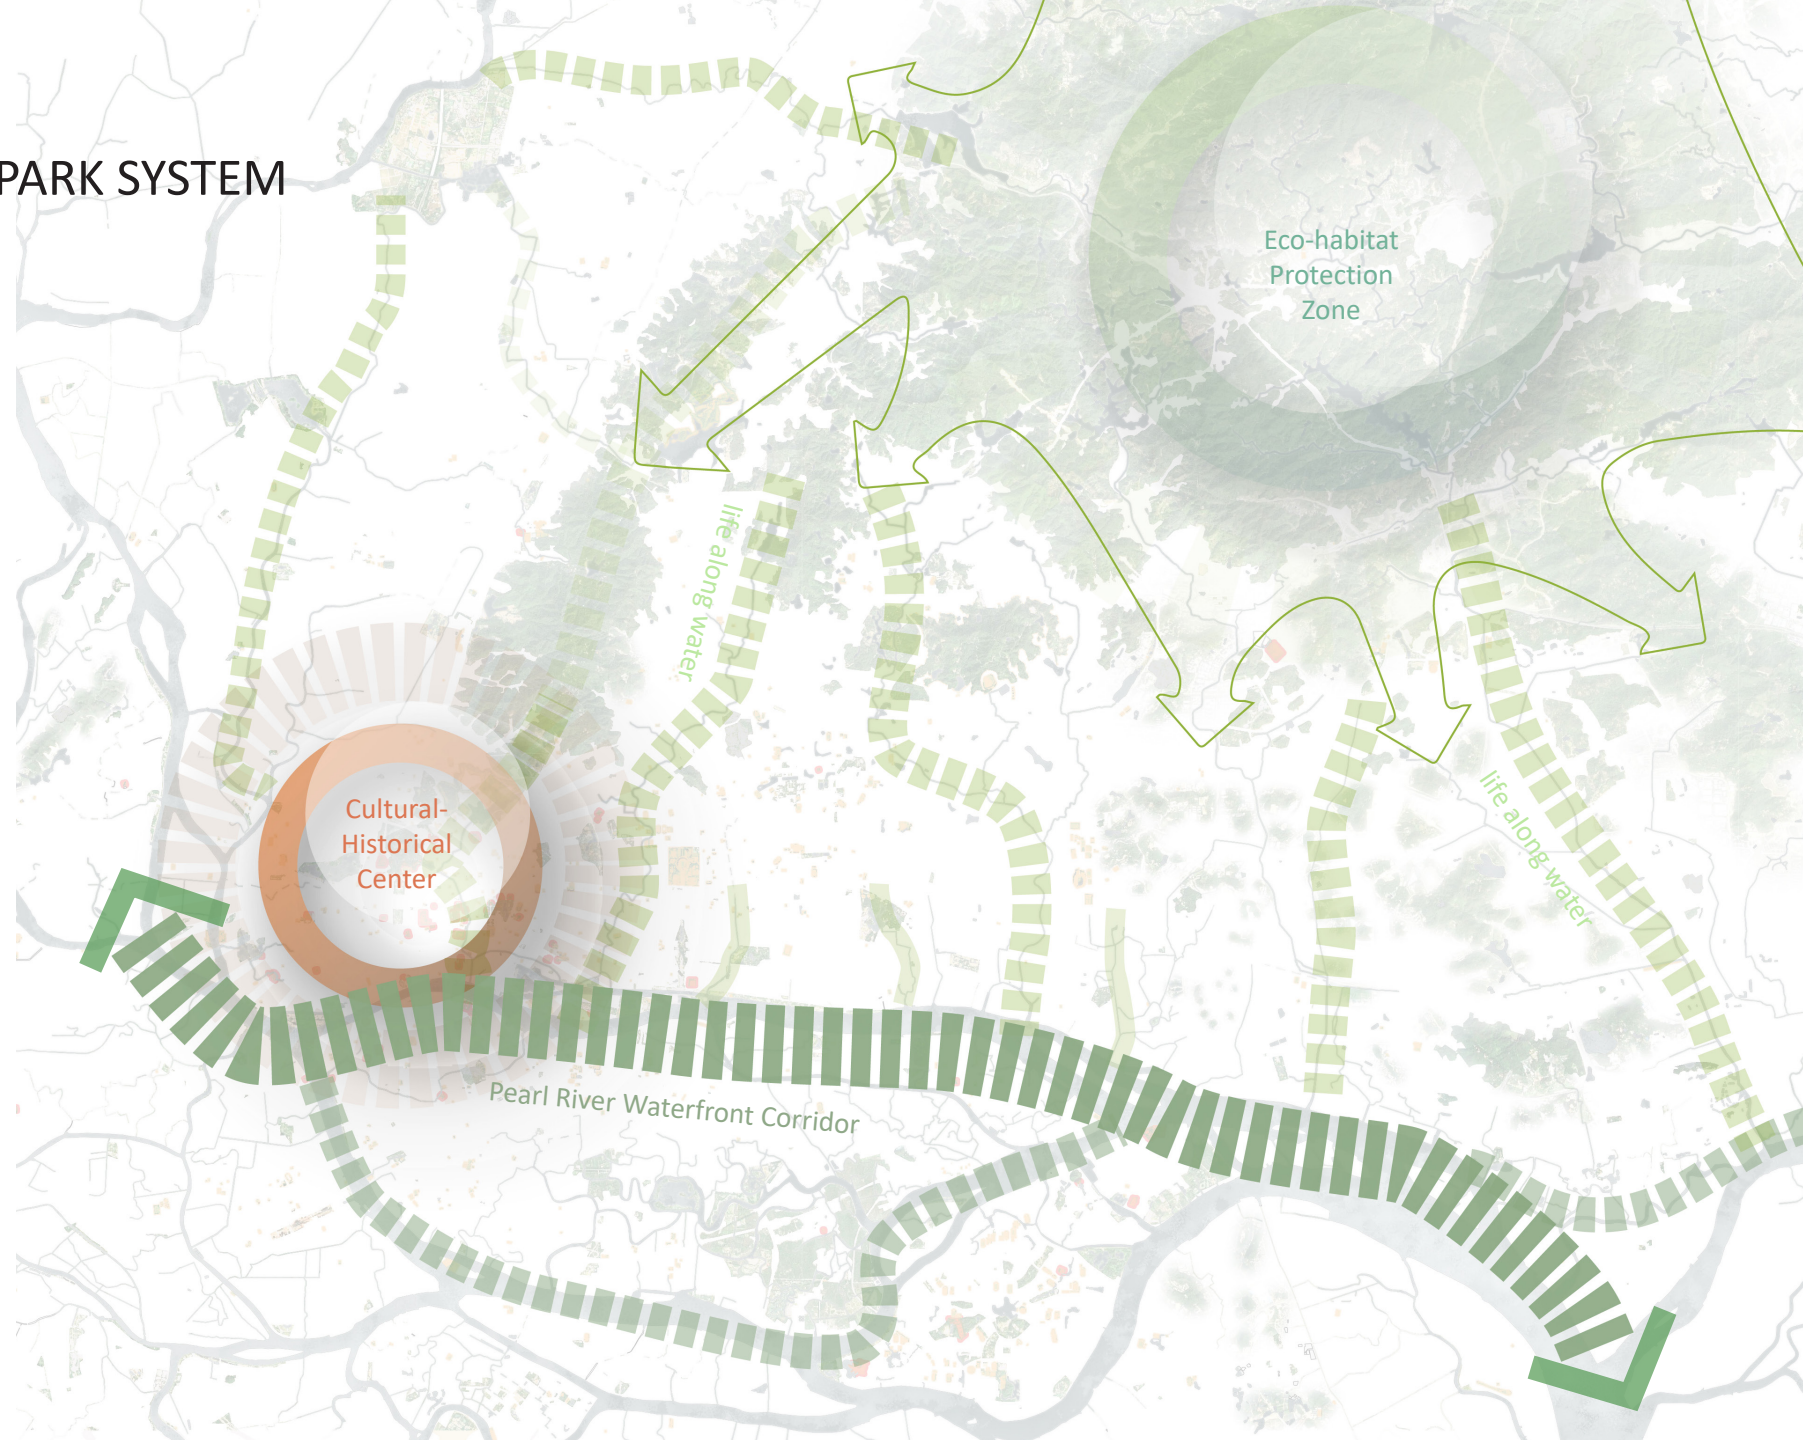 PARK SYSTEM
Eco-habitat
Protection
Zone
life along water
life along water
Cultural-
Historical
Center
Pearl River Waterfront Corridor